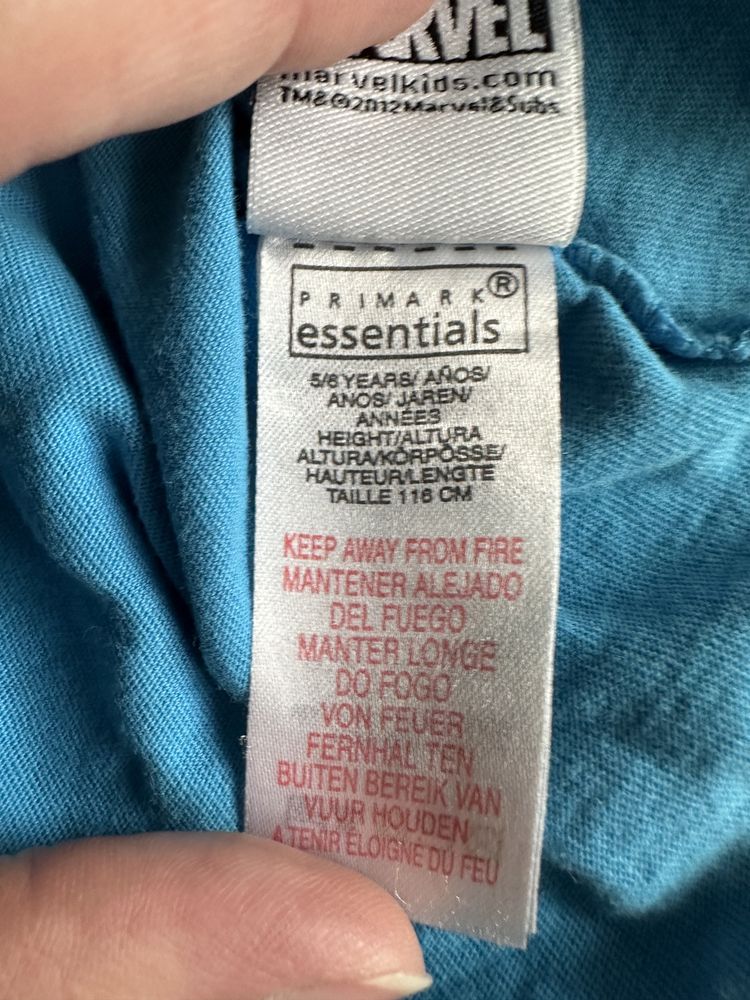 MARVEL
marvelkids.com
TM&©2012Marvel&Subs
PRIMARK®
essentials
5/6 YEARS/ AÑOS/
ANOS/ JAREN/
ANNÉES
HEIGHT/ALTURA
ALTURA/KÖRPÖSSE/
HAUTEUR/LENGTE
TAILLE 116 CM
KEEP AWAY FROM FIRE
MANTENER ALEJADO
DEL FUEGO
MANTER LONGE
DO FOGO
VON FEUER
FERNHALTEN
BUITEN BEREIK VAN
VUUR HOUDEN
A TENIR ÉLOIGNE DU FEU